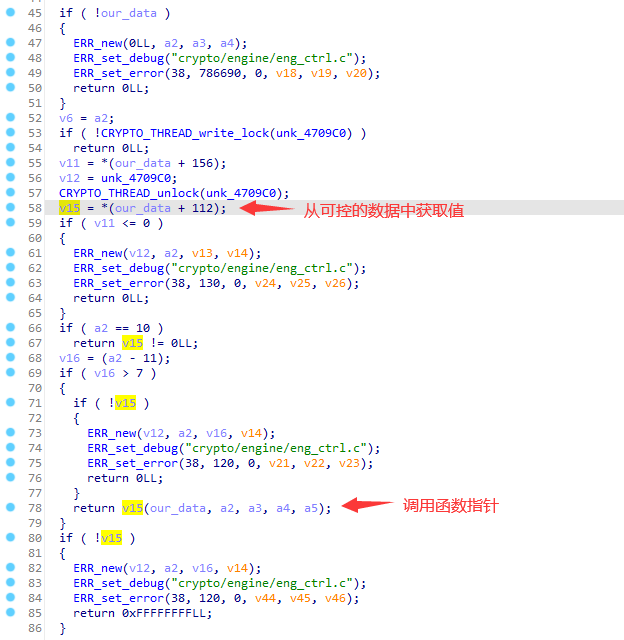 45 if ( !our_data )
46 {
47 ERR_new(0LL, a2, a3, a4);
48 ERR_set_debug("crypto/engine/eng_ctrl.c");
49 ERR_set_error(38, 786690, 0, v18, v19, v20);
50 return 0LL;
51 }
52 v6 = a2;
53 if ( !CRYPTO_THREAD_write_lock(unk_4709C0) )
54 return 0LL;
55 v11 = *(our_data + 156);
56 v12 = unk_4709C0;
57 CRYPTO_THREAD_unlock(unk_4709C0);
58 v15 = *(our_data + 112); 从可控的数据中获取值
59 if ( v11 <= 0 )
60 {
61 ERR_new(v12, a2, v13, v14);
62 ERR_set_debug("crypto/engine/eng_ctrl.c");
63 ERR_set_error(38, 130, 0, v24, v25, v26);
64 return 0LL;
65 }
66 if ( a2 == 10 )
67 return v15 != 0LL;
68 v16 = (a2 - 11);
69 if ( v16 > 7 )
70 {
71 if ( !v15 )
72 {
73 ERR_new(v12, a2, v16, v14);
74 ERR_set_debug("crypto/engine/eng_ctrl.c");
75 ERR_set_error(38, 120, 0, v21, v22, v23);
76 return 0LL;
77 }
78 return v15(our_data, a2, a3, a4, a5); 调用函数指针
79 }
80 if ( !v15 )
81 {
82 ERR_new(v12, a2, v16, v14);
83 ERR_set_debug("crypto/engine/eng_ctrl.c");
84 ERR_set_error(38, 120, 0, v44, v45, v46);
85 return 0xFFFFFFFFLL;
86 }